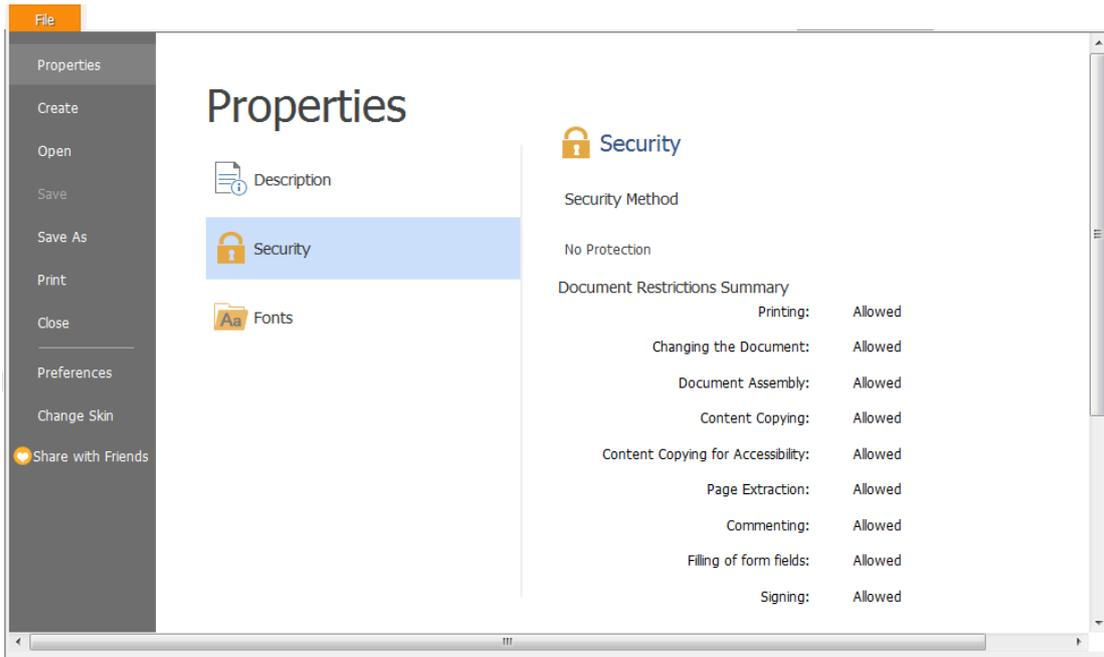 File
Properties
Create
Open
Save
Save As
Print
Close
Preferences
Change Skin
Share with Friends
Properties
Description
Security
Aa Fonts
Security
Security Method
No Protection
Document Restrictions Summary
Printing: Allowed
Changing the Document: Allowed
Document Assembly: Allowed
Content Copying: Allowed
Content Copying for Accessibility: Allowed
Page Extraction: Allowed
Commenting: Allowed
Filling of form fields: Allowed
Signing: Allowed